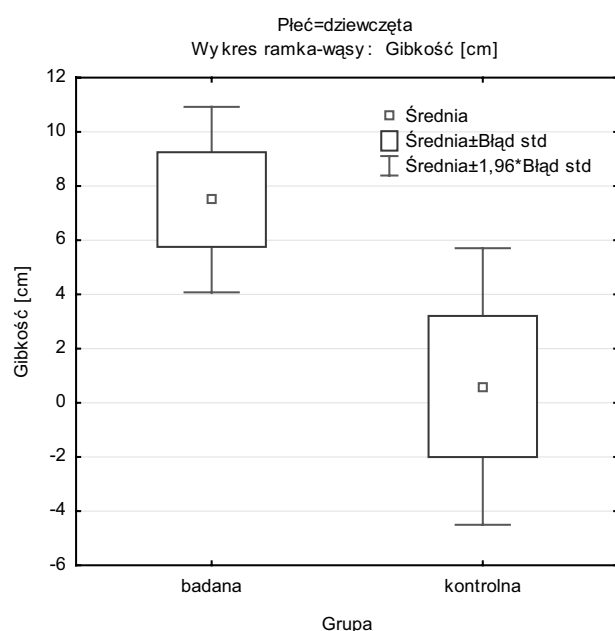 Płeć=dziewczęta
Wykres ramka-wąsy: Gibkość [cm]
12
10
8
6
4
2
0
-2
-4
-6
Gibkość [cm]
Średnia
Średnia±Błąd std
Średnia±1,96*Błąd std
badana
kontrolna
Grupa